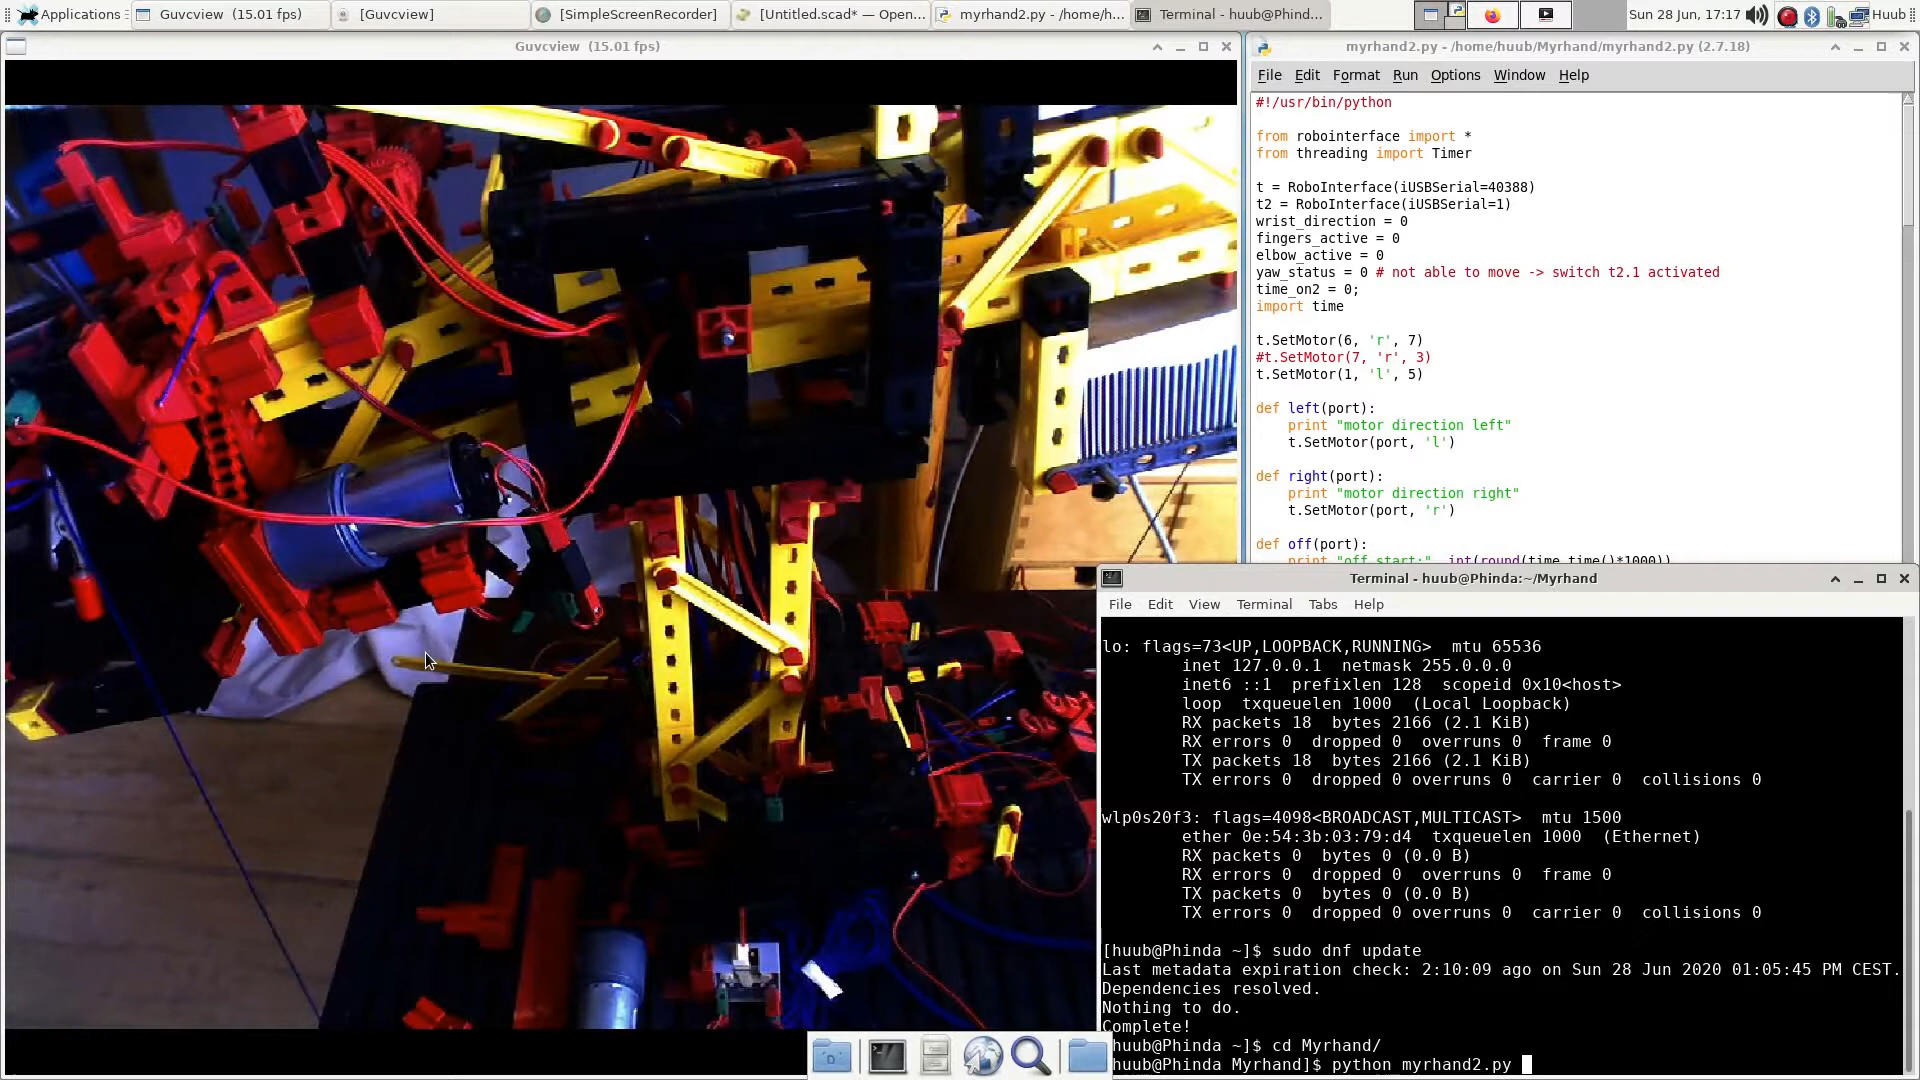 Applications
Guvcview (15.01 fps)
[Guvcview]
[SimpleScreenRecorder]
[Untitled.scad* — Open...
myrhand2.py - /home/h...
Terminal - huub@Phind...
Sun 28 Jun, 17:17
Huub
Guvcview (15.01 fps)
myrhand2.py - /home/huub/Myrhand/myrhand2.py (2.7.18)
File Edit Format Run Options Window Help
#!/usr/bin/python
from robointerface import *
from threading import Timer
t = RoboInterface(iUSBSerial=40388)
t2 = RoboInterface(iUSBSerial=1)
wrist_direction = 0
fingers_active = 0
elbow_active = 0
yaw_status = 0 # not able to move -> switch t2.1 activated
time_on2 = 0;
import time
t.SetMotor(6, 'r', 7)
#t.SetMotor(7, 'r', 3)
t.SetMotor(1, 'l', 5)
def left(port):
print "motor direction left"
t.SetMotor(port, 'l')
def right(port):
print "motor direction right"
t.SetMotor(port, 'r')
def off(port):
print "off start:", int(round(time.time()*1000))
Terminal - huub@Phinda:~/Myrhand
File Edit View Terminal Tabs Help
lo: flags=73<UP,LOOPBACK,RUNNING> mtu 65536
inet 127.0.0.1 netmask 255.0.0.0
inet6 ::1 prefixlen 128 scopeid 0x10<host>
loop txqueuelen 1000 (Local Loopback)
RX packets 18 bytes 2166 (2.1 KiB)
RX errors 0 dropped 0 overruns 0 frame 0
TX packets 18 bytes 2166 (2.1 KiB)
TX errors 0 dropped 0 overruns 0 carrier 0 collisions 0
wlp0s20f3: flags=4098<BROADCAST,MULTICAST> mtu 1500
ether 0e:54:3b:03:79:d4 txqueuelen 1000 (Ethernet)
RX packets 0 bytes 0 (0.0 B)
RX errors 0 dropped 0 overruns 0 frame 0
TX packets 0 bytes 0 (0.0 B)
TX errors 0 dropped 0 overruns 0 carrier 0 collisions 0
[huub@Phinda ~]$ sudo dnf update
Last metadata expiration check: 2:10:09 ago on Sun 28 Jun 2020 01:05:45 PM CEST.
Dependencies resolved.
Nothing to do.
Complete!
huub@Phinda ~]$ cd Myrhand/
huub@Phinda Myrhand]$ python myrhand2.py